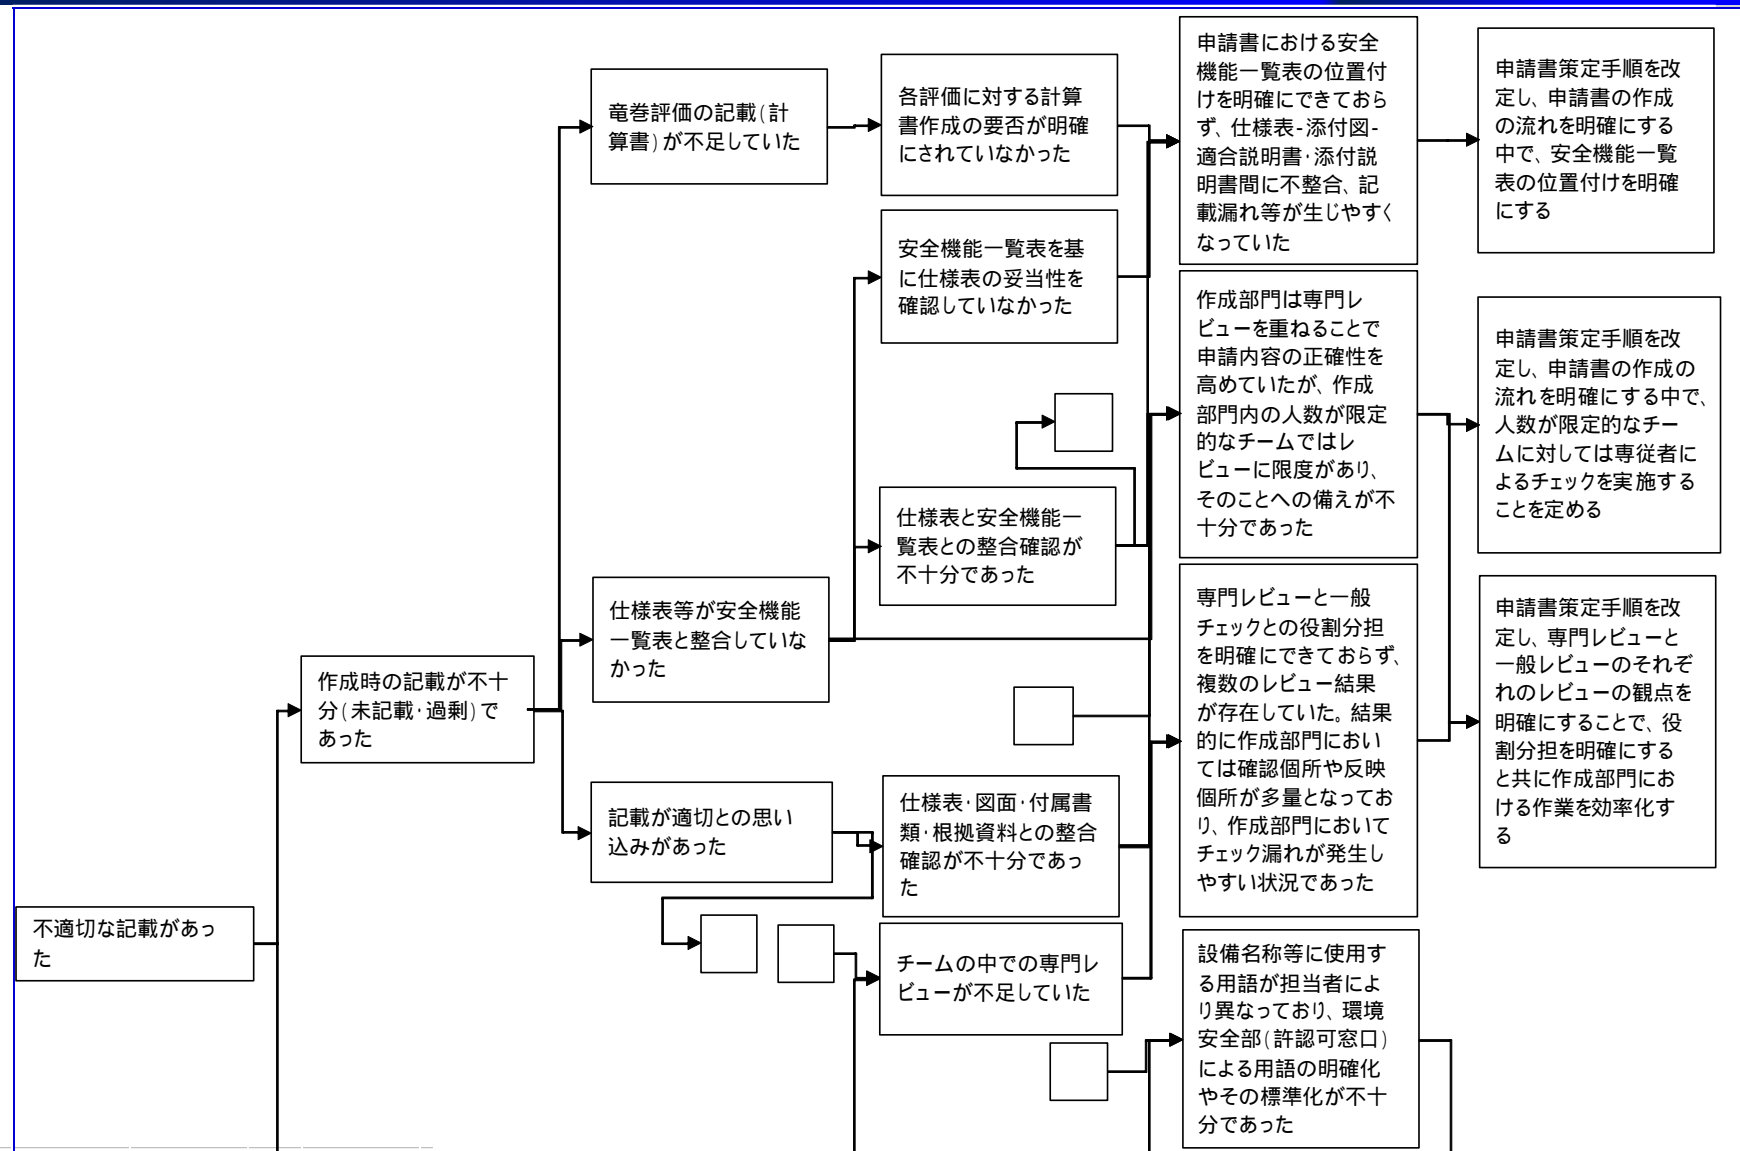 竜巻評価の記載(計
算書)が不足していた
各評価に対する計算
書作成の要否が明確
にされていなかった
申請書における安全
機能一覧表の位置付
けを明確にできておら
ず、仕様表-添付図-
適合説明書・添付説
明書間に不整合、記
載漏れ等が生じやすく
なっていた
申請書策定手順を改
定し、申請書の作成
の流れを明確にする
中で、安全機能一覧
表の位置付けを明確
にする
安全機能一覧表を基
に仕様表の妥当性を
確認していなかった
作成部門は専門レ
ビューを重ねることで
申請内容の正確性を
高めていたが、作成
部門内の人数が限定
的なチームではレ
ビューに限度があり、
そのことへの備えが不
十分であった
申請書策定手順を改
定し、申請書の作成の
流れを明確にする中で、
人数が限定的なチー
ムに対しては専従者に
よるチェックを実施する
ことを定める
仕様表と安全機能一
覧表との整合確認が
不十分であった
仕様表等が安全機能
一覧表と整合していな
かった
専門レビューと一般
チェックとの役割分担
を明確にできておらず、
複数のレビュー結果
が存在していた。結果
的に作成部門におい
ては確認個所や反映
個所が多量となってお
り、作成部門において
チェック漏れが発生し
やすい状況であった
申請書策定手順を改
定し、専門レビューと
一般レビューのそれぞ
れのレビューの観点を
明確にすることで、役
割分担を明確にする
と共に作成部門にお
ける作業を効率化す
る
作成時の記載が不十
分(未記載・過剰)で
あった
記載が適切との思い
込みがあった
仕様表・図面・付属書
類・根拠資料との整合
確認が不十分であっ
た
不適切な記載があっ
た
チームの中での専門レ
ビューが不足していた
設備名称等に使用す
る用語が担当者によ
り異なっており、環境
安全部(許認可窓口)
による用語の明確化
やその標準化が不十
分であった